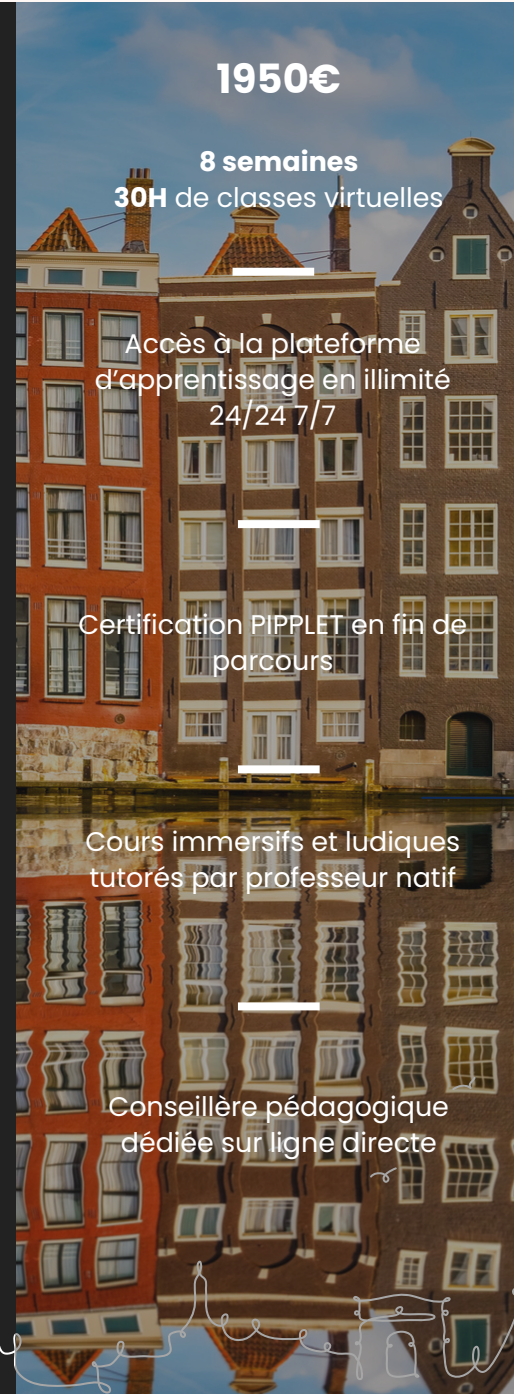 1950€
8 semaines
30H de classes virtuelles
Accès à la plateforme
d'apprentissage en illimité
24/24 7/7
Certification PIPPLET en fin de
parcours
Cours immersifs et ludiques
tutorés par professeur natif
Conseillère pédagogique
dédiée sur ligne directe